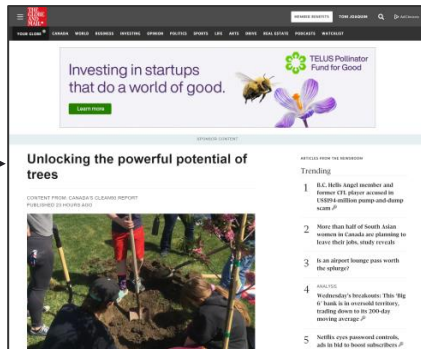 THE
GLOBE
AND
MAIL*
MEMBER BENEFITS
TOM JOAQUIM
YOUR GLOBE
CANADA WORLD BUSINESS INVESTING OPINION POLITICS SPORTS LIFE ARTS DRIVE REAL ESTATE PODCASTS WATCHLIST
Investing in startups
that do a world of good.
Learn more
TELUS Pollinator
Fund for Good
SPONSOR CONTENT
Unlocking the powerful potential of
trees
CONTENT FROM: CANADA'S CLEAN50 REPORT
PUBLISHED 23 HOURS AGO
ARTICLES FROM THE NEWSROOM
Trending
1 B.C. Hells Angel member and
former CFL player accused in
US$194-million pump-and-dump
scam
2 More than half of South Asian
women in Canada are planning to
leave their jobs, study reveals
3 Is an airport lounge pass worth
the splurge?
4 ANALYSIS
Wednesday's breakouts: This 'Big
6' bank is in oversold territory,
trading down to its 200-day
moving average
5 Netflix eyes password controls,
ads in bid to boost subscribers